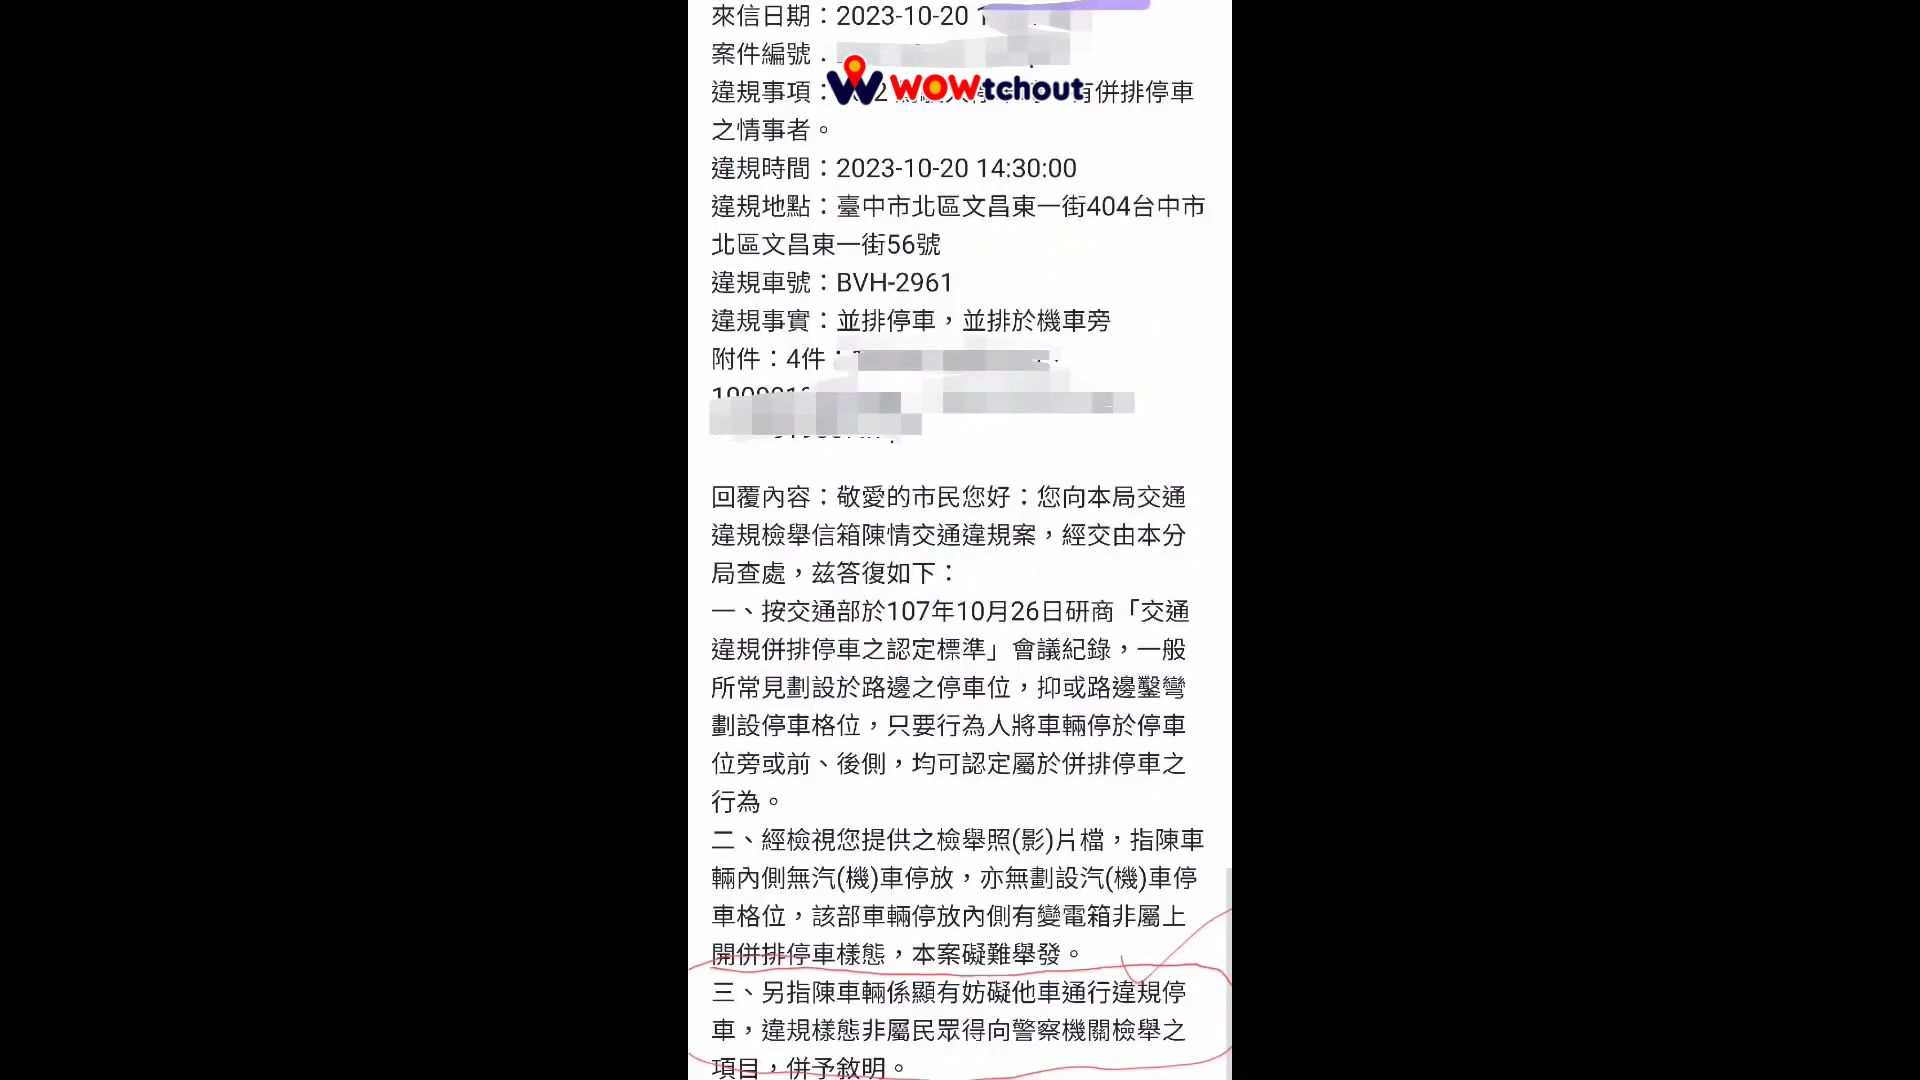 來信日期：2023-10-20
案件編號：
WOWtchout
違規事項： 有併排停車
之情事者。
違規時間：2023-10-20 14:30:00
違規地點：臺中市北區文昌東一街404台中市
北區文昌東一街56號
違規車號：BVH-2961
違規事實：並排停車，並排於機車旁
附件：4件：
回覆內容：敬愛的市民您好：您向本局交通
違規檢舉信箱陳情交通違規案，經交由本分
局查處，茲答復如下：
一、按交通部於107年10月26日研商「交通
違規併排停車之認定標準」會議紀錄，一般
所常見劃設於路邊之停車位，抑或路邊鑿彎
劃設停車格位，只要行為人將車輛停於停車
位旁或前、後側，均可認定屬於併排停車之
行為。
二、經檢視您提供之檢舉照(影)片檔，指陳車
輛內側無汽(機)車停放，亦無劃設汽(機)車停
車格位，該部車輛停放內側有變電箱非屬上
開併排停車樣態，本案礙難舉發。
三、另指陳車輛係顯有妨礙他車通行違規停
車，違規樣態非屬民眾得向警察機關檢舉之
項目，併予敘明。